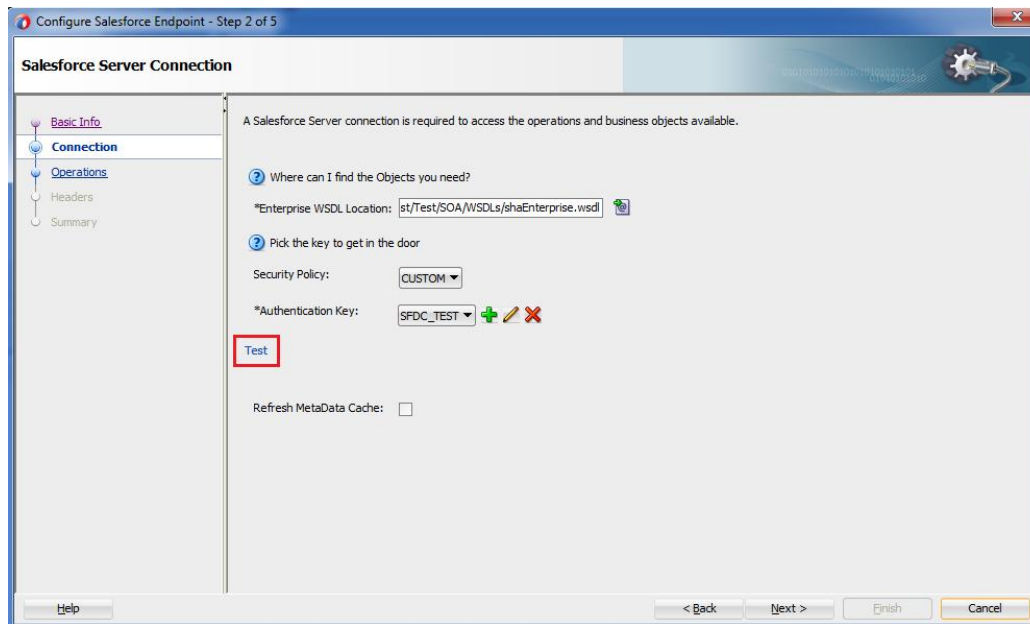 Configure Salesforce Endpoint - Step 2 of 5
Salesforce Server Connection
Basic Info
Connection
Operations
Headers
Summary
A Salesforce Server connection is required to access the operations and business objects available.
Where can I find the Objects you need?
*Enterprise WSDL Location: st/Test/SOA/WSDLs/shaEnterprise.wsdl
Pick the key to get in the door
Security Policy: CUSTOM
*Authentication Key: SFDC_TEST
Test
Refresh MetaData Cache:
Help < Back Next > Finish Cancel